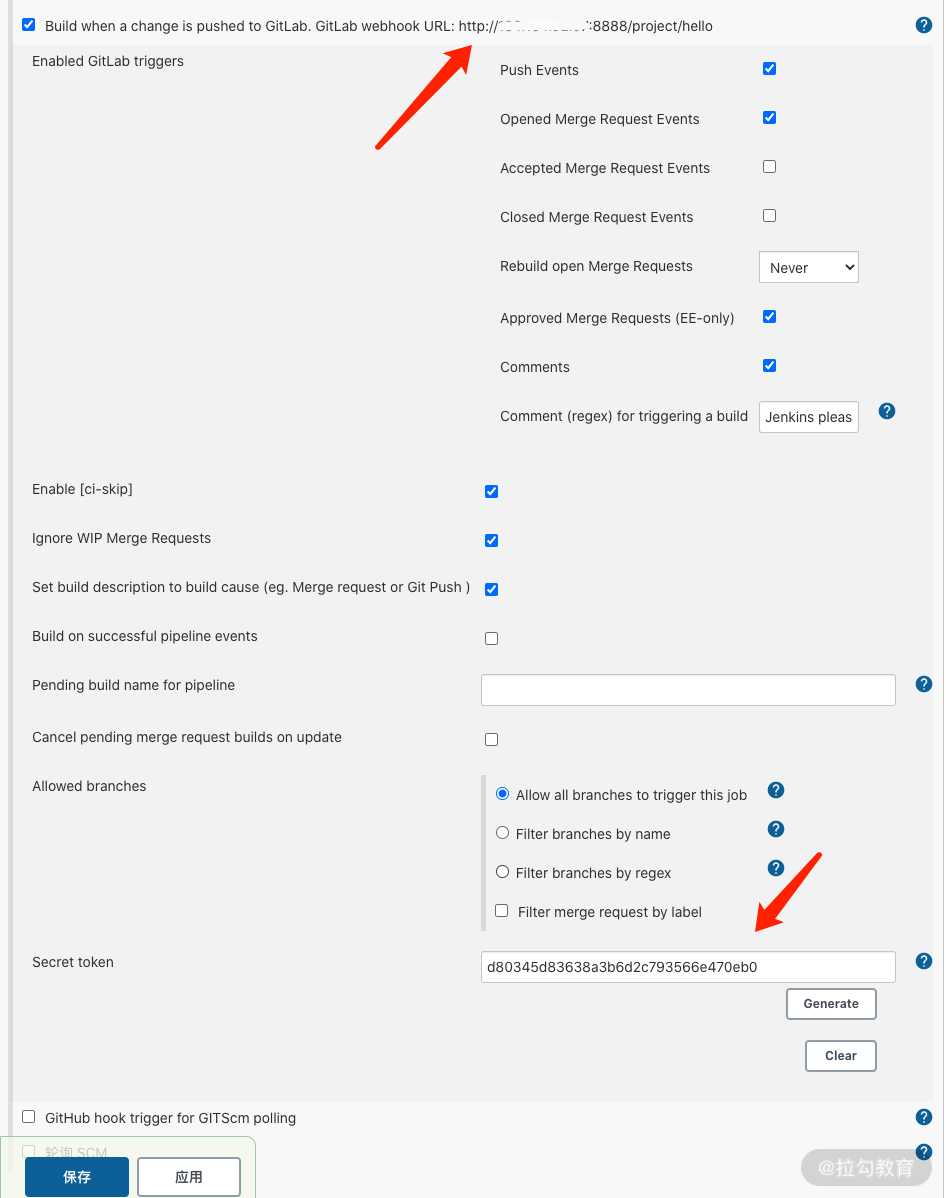 Build when a change is pushed to GitLab. GitLab webhook URL: http:// :8888/project/hello
Enabled GitLab triggers
Push Events
Opened Merge Request Events
Accepted Merge Request Events
Closed Merge Request Events
Rebuild open Merge Requests
Never
Approved Merge Requests (EE-only)
Comments
Comment (regex) for triggering a build
Jenkins pleas
Enable [ci-skip]
Ignore WIP Merge Requests
Set build description to build cause (eg. Merge request or Git Push )
Build on successful pipeline events
Pending build name for pipeline
Cancel pending merge request builds on update
Allowed branches
Allow all branches to trigger this job
Filter branches by name
Filter branches by regex
Filter merge request by label
Secret token
d80345d83638a3b6d2c793566e470eb0
Generate
Clear
GitHub hook trigger for GITScm polling
轮询 SCM
保存
应用
@拉勾教育